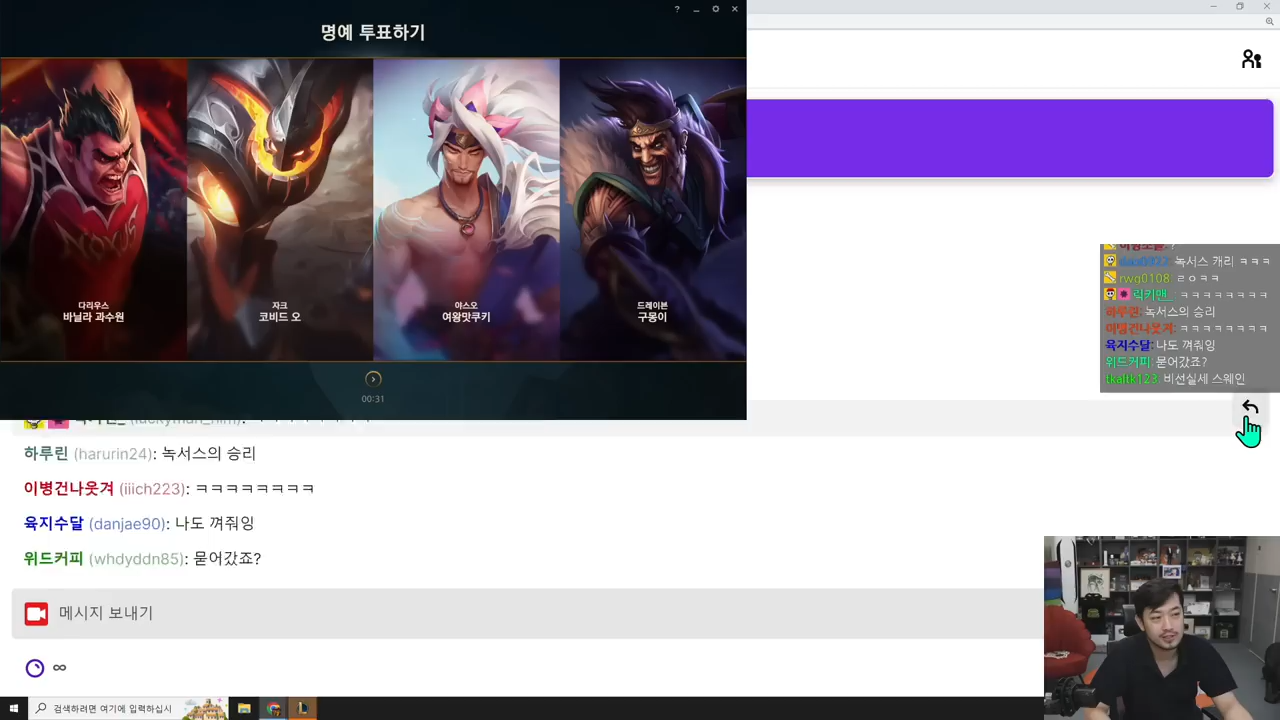 명예 투표하기
NOXUS
다리우스
바닐라 과수원
자크
코비드 오
야스오
여왕맛쿠키
드레이븐
구몽이
00:31
녹서스 캐리 ㅋㅋㅋ
rwg0108: ㄹㅇㅋㅋ
럭키맨_: ㅋㅋㅋㅋㅋㅋㅋㅋ
하루린: 녹서스의 승리
이병건나웃겨: ㅋㅋㅋㅋㅋㅋㅋㅋ
육지수달: 나도 껴줘잉
위드커피: 묻어갔죠?
tkaltk123: 비선실세 스웨인
하루린 (harurin24): 녹서스의 승리
이병건나웃겨 (iiich223): ㅋㅋㅋㅋㅋㅋㅋㅋ
육지수달 (danjae90): 나도 껴줘잉
위드커피 (whdyddn85): 묻어갔죠?
메시지 보내기
∞
검색하려면 여기에 입력하십시